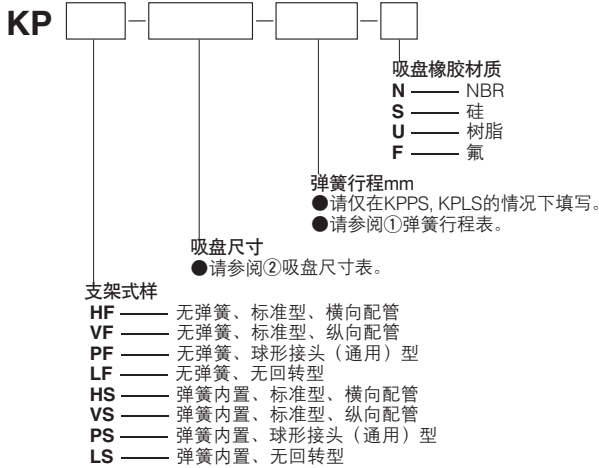 KP
吸盘橡胶材质
N —— NBR
S —— 硅
U —— 树脂
F —— 氟
弹簧行程mm
●请仅在KPPS, KPLS的情况下填写。
●请参阅①弹簧行程表。
吸盘尺寸
●请参阅②吸盘尺寸表。
支架式样
HF —— 无弹簧、标准型、横向配管
VF —— 无弹簧、标准型、纵向配管
PF —— 无弹簧、球形接头（通用）型
LF —— 无弹簧、无回转型
HS —— 弹簧内置、标准型、横向配管
VS —— 弹簧内置、标准型、纵向配管
PS —— 弹簧内置、球形接头（通用）型
LS —— 弹簧内置、无回转型